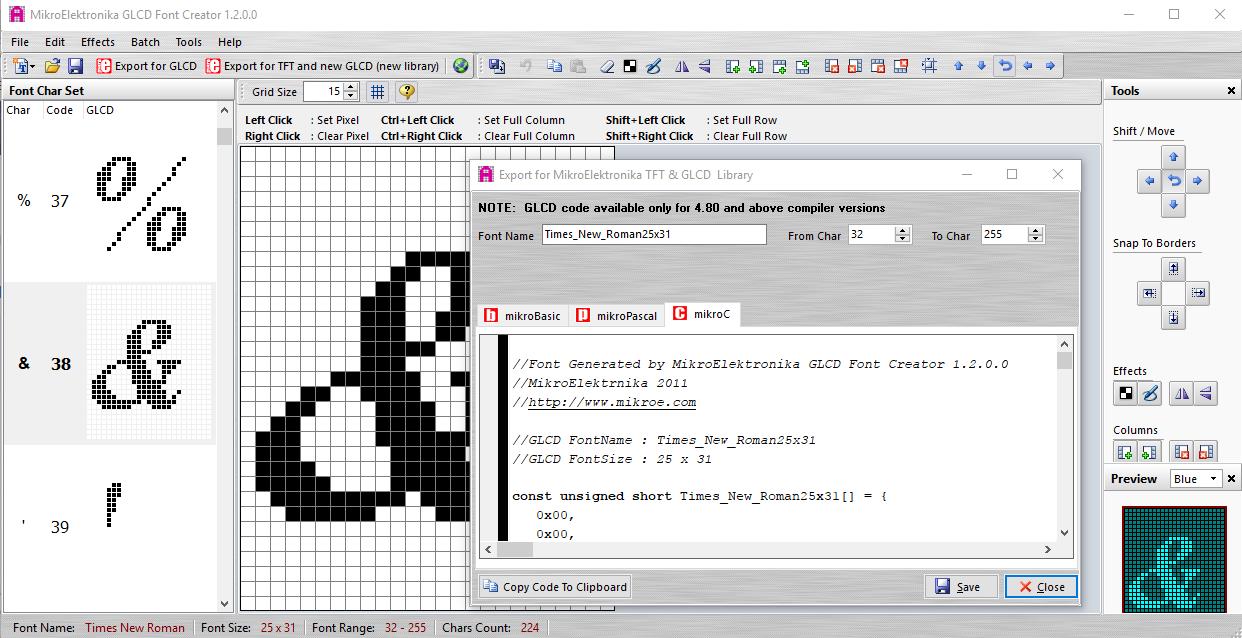 MikroElektronika GLCD Font Creator 1.2.0.0
File Edit Effects Batch Tools Help
Export for GLCD Export for TFT and new GLCD (new library)
Font Char Set
Char Code GLCD
% 37 %
& 38 &
' 39 '
Grid Size 15
Left Click : Set Pixel Ctrl+Left Click : Set Full Column Shift+Left Click : Set Full Row
Right Click : Clear Pixel Ctrl+Right Click : Clear Full Column Shift+Right Click : Clear Full Row
&
Export for MikroElektronika TFT & GLCD Library
NOTE: GLCD code available only for 4.80 and above compiler versions
Font Name Times_New_Roman25x31 From Char 32 To Char 255
mikroBasic mikroPascal mikroC
//Font Generated by MikroElektronika GLCD Font Creator 1.2.0.0
//MikroElektrnika 2011
//http://www.mikroe.com
//GLCD FontName : Times_New_Roman25x31
//GLCD FontSize : 25 x 31
const unsigned short Times_New_Roman25x31[] = {
0x00,
0x00,
Copy Code To Clipboard Save Close
Tools
Shift / Move
Snap To Borders
Effects
Columns
Preview Blue
&
Font Name: Times New Roman Font Size: 25 x 31 Font Range: 32 - 255 Chars Count: 224